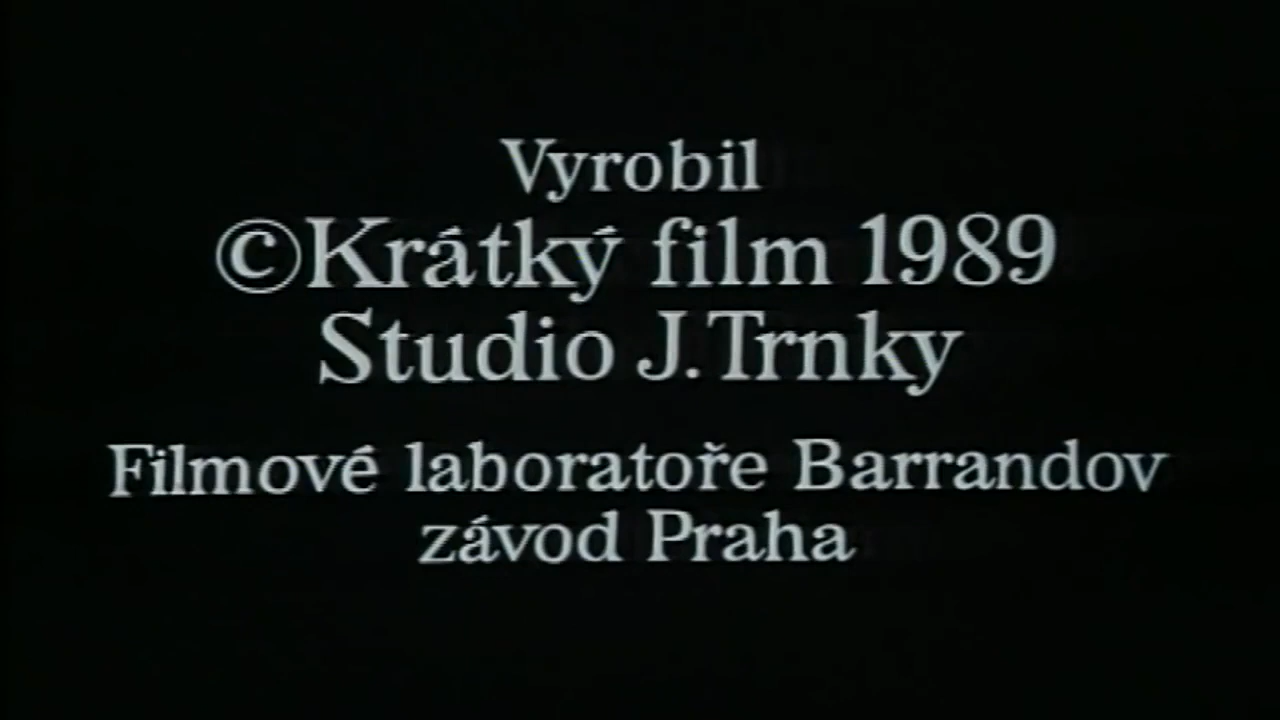 Vyrobil
©Krátký film 1989
Studio J. Trnky
Filmové laboratoře Barrandov
závod Praha